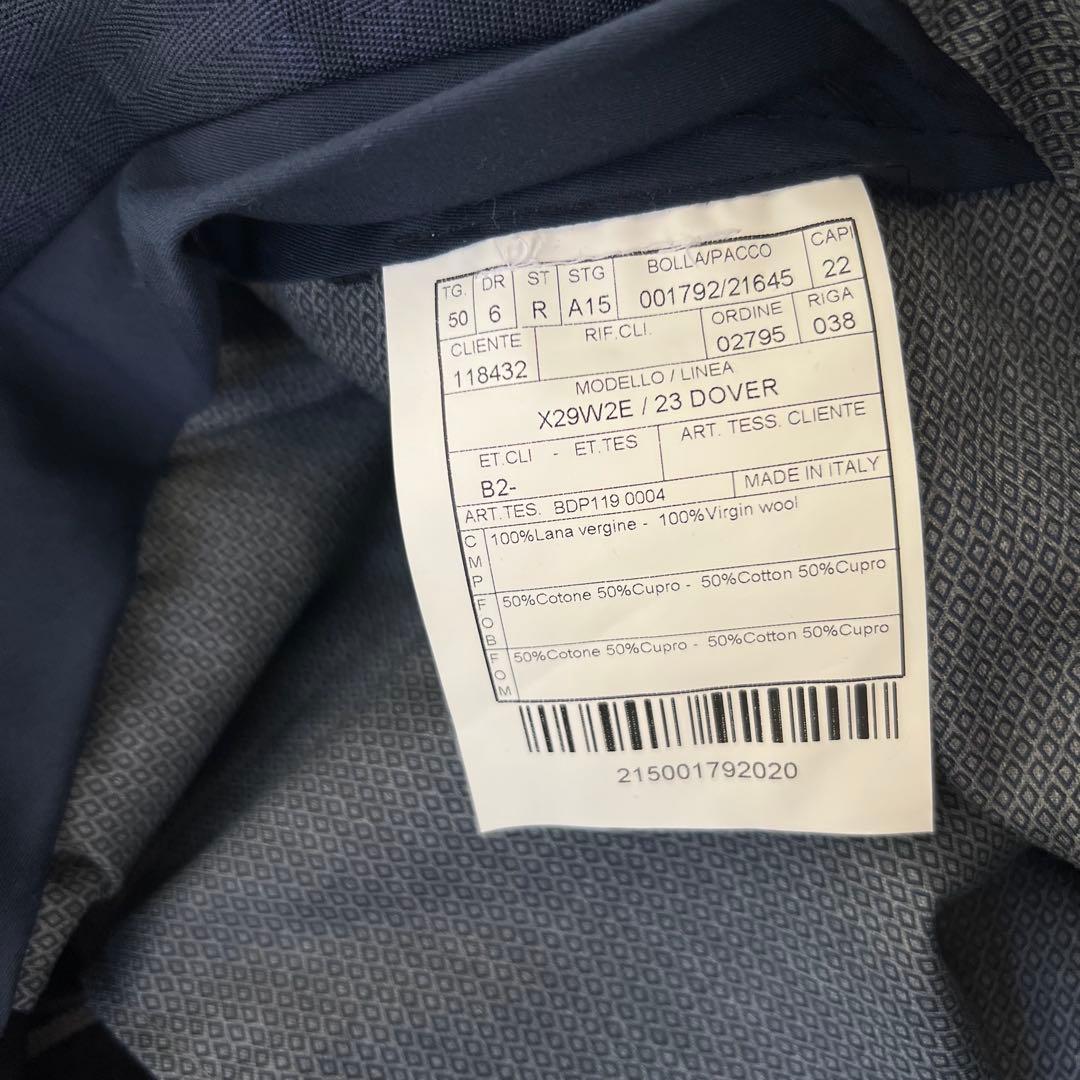 TG. DR ST STG BOLLA/PACCO CAPI
50 6 R A15 001792/21645 22
CLIENTE RIF.CLI. ORDINE RIGA
118432 02795 038
MODELLO / LINEA
X29W2E / 23 DOVER
ET.CLI - ET.TES ART. TESS. CLIENTE
B2-
ART.TES. BDP119 0004 MADE IN ITALY
CMP 100%Lana vergine - 100%Virgin wool
FOB 50%Cotone 50%Cupro - 50%Cotton 50%Cupro
FOM 50%Cotone 50%Cupro - 50%Cotton 50%Cupro
215001792020